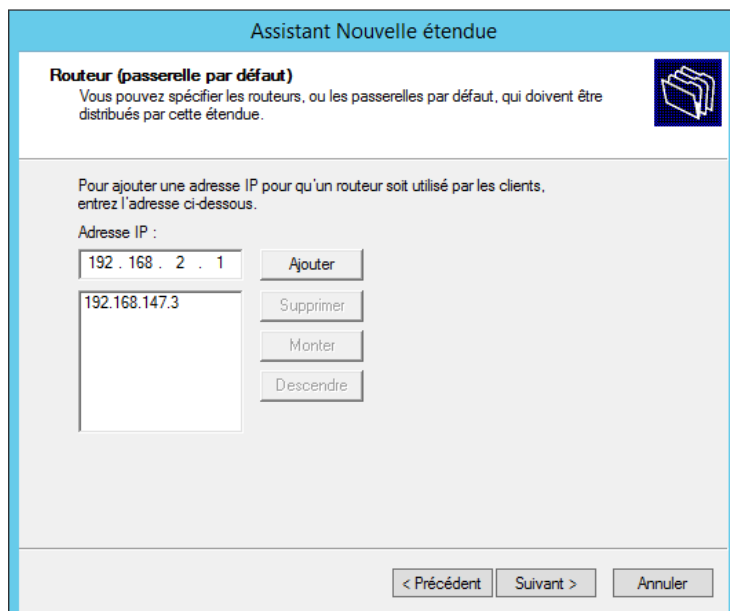 Assistant Nouvelle étendue
Routeur (passerelle par défaut)
Vous pouvez spécifier les routeurs, ou les passerelles par défaut, qui doivent être
distribués par cette étendue.
Pour ajouter une adresse IP pour qu'un routeur soit utilisé par les clients,
entrez l'adresse ci-dessous.
Adresse IP :
192 . 168 . 2 . 1
Ajouter
192.168.147.3
Supprimer
Monter
Descendre
< Précédent
Suivant >
Annuler